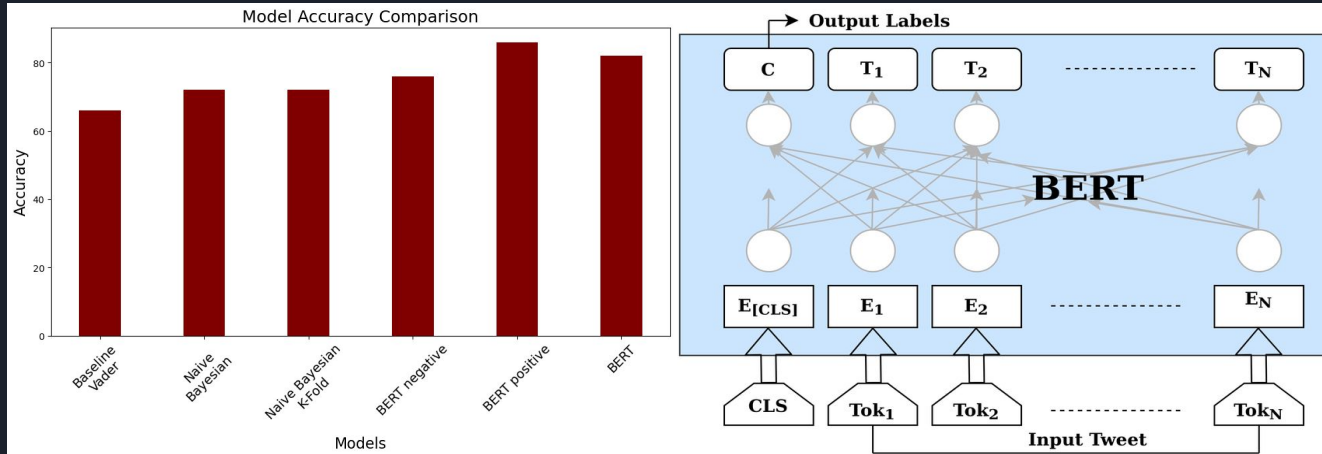 Model Accuracy Comparison
Accuracy
80
60
40
20
0
Baseline
Vader
Naive
Bayesian
Naive Bayesian
K-Fold
BERT negative
BERT positive
BERT
Models
Output Labels
C T1 T2 TN
BERT
E[CLS] E1 E2 EN
CLS Tok1 Tok2 TokN
Input Tweet